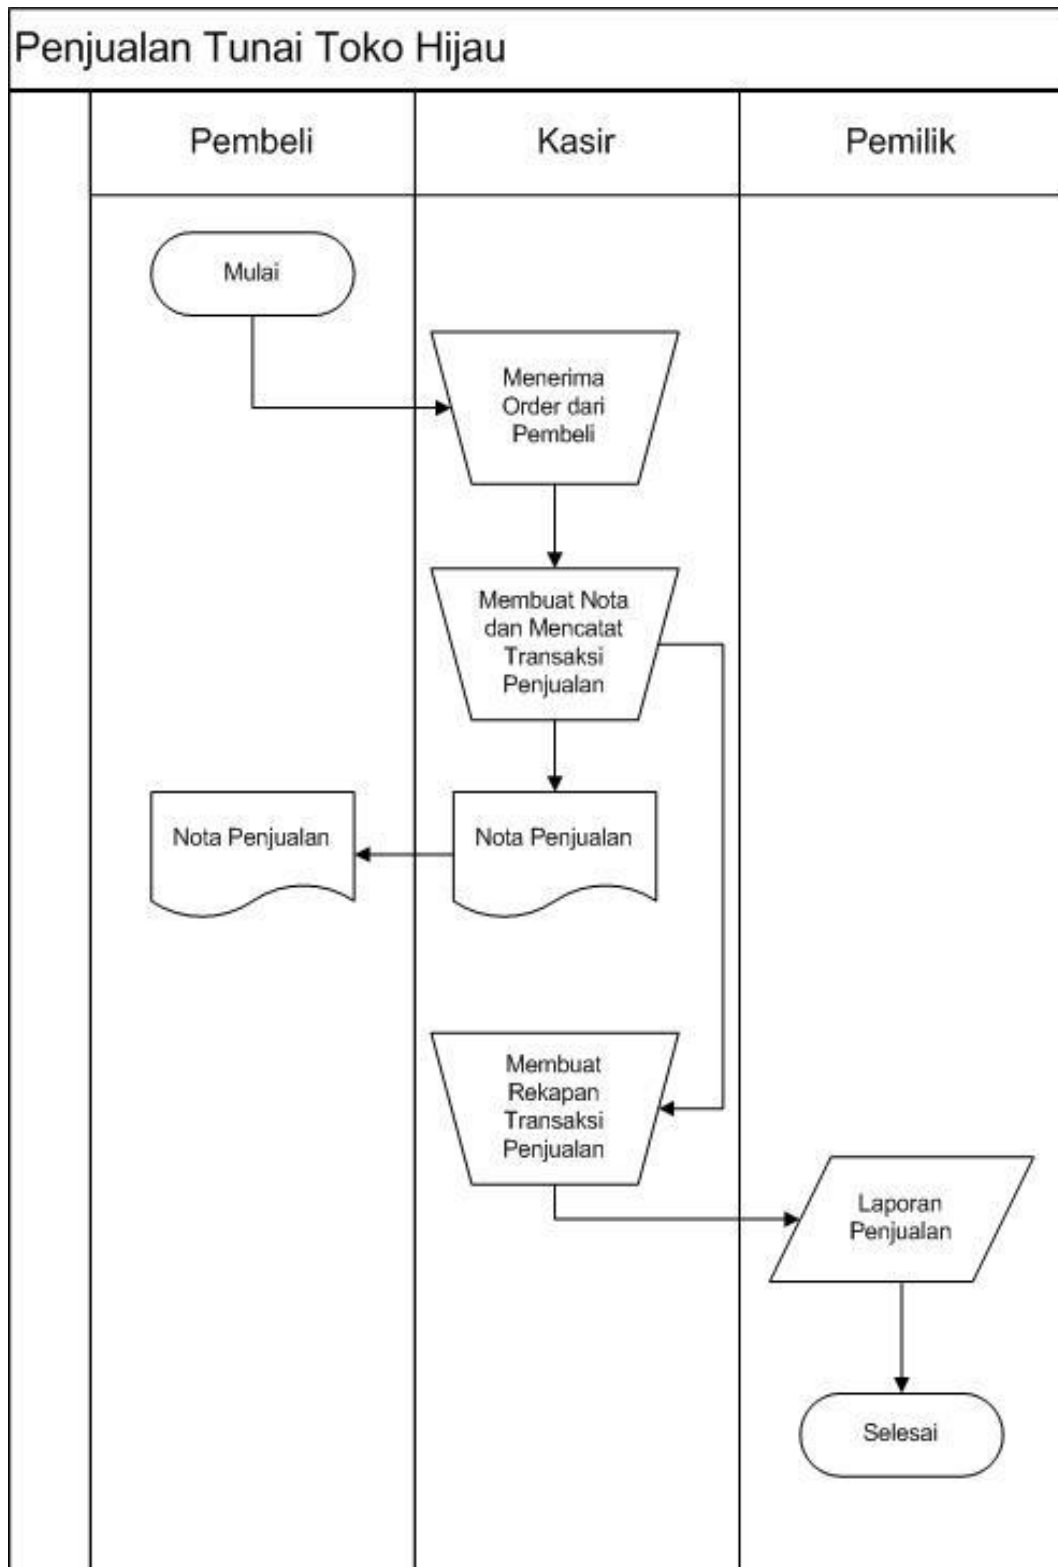 Penjualan Tunai Toko Hijau
Pembeli
Kasir
Pemilik
Mulai
Menerima
Order dari
Pembeli
Membuat Nota
dan Mencatat
Transaksi
Penjualan
Nota Penjualan
Nota Penjualan
Membuat
Rekapan
Transaksi
Penjualan
Laporan
Penjualan
Selesai